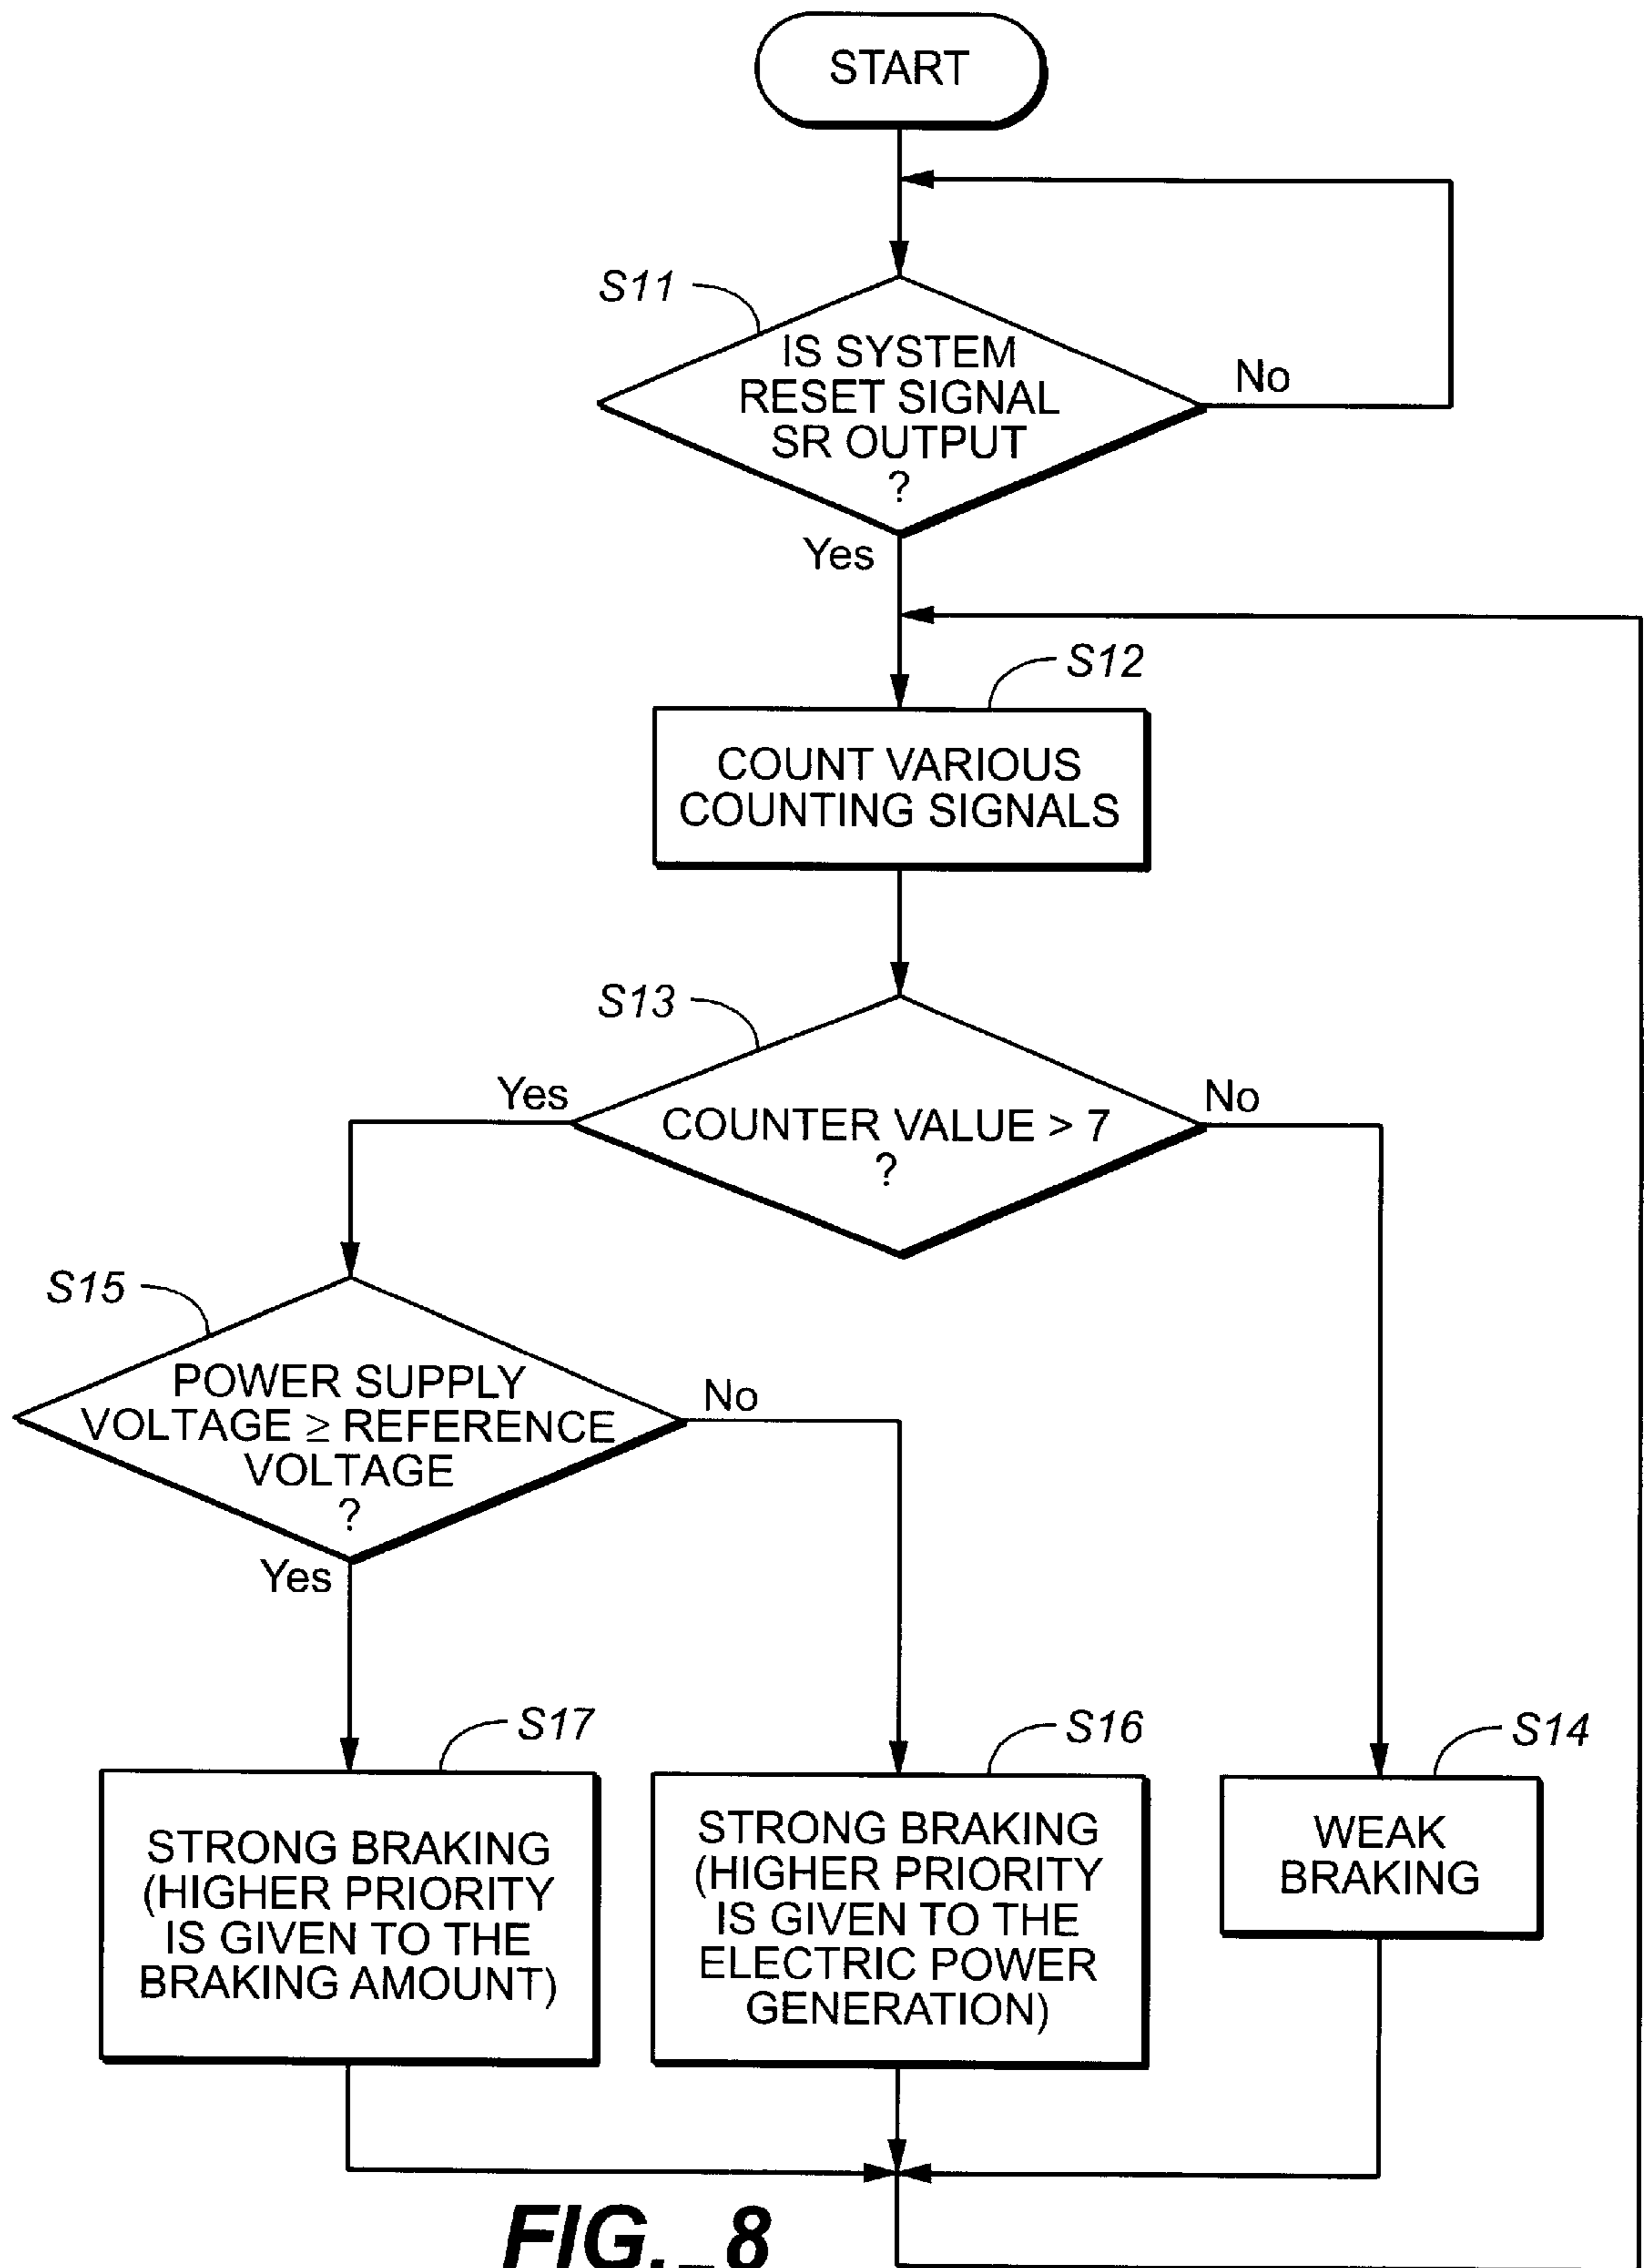 START
S11
IS SYSTEM
RESET SIGNAL
SR OUTPUT
?
No
Yes
S12
COUNT VARIOUS
COUNTING SIGNALS
S13
Yes
COUNTER VALUE > 7
?
No
S15
POWER SUPPLY
VOLTAGE ≥ REFERENCE
VOLTAGE
?
No
Yes
S17
STRONG BRAKING
(HIGHER PRIORITY
IS GIVEN TO THE
BRAKING AMOUNT)
S16
STRONG BRAKING
(HIGHER PRIORITY
IS GIVEN TO THE
ELECTRIC POWER
GENERATION)
S14
WEAK
BRAKING
FIG._8